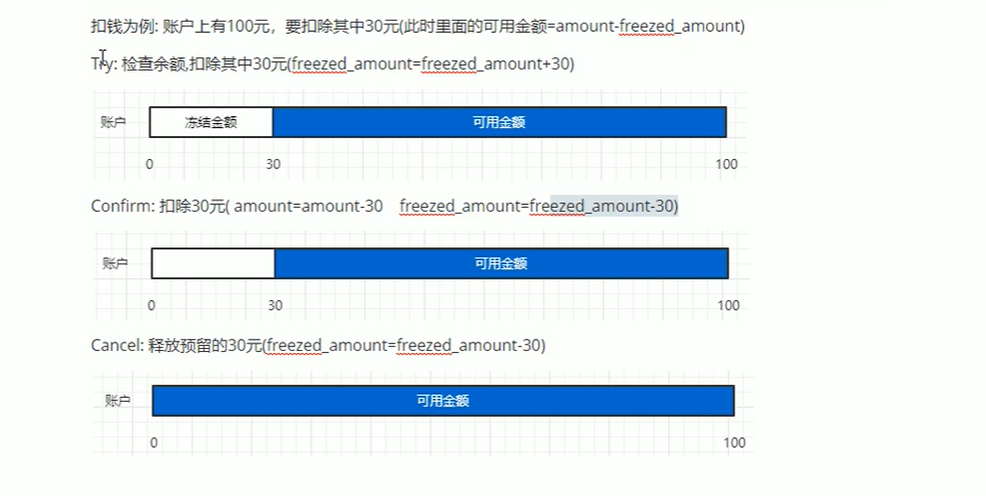 扣钱为例: 账户上有100元，要扣除其中30元(此时里面的可用金额=amount-freezed_amount)
Try: 检查余额,扣除其中30元(freezed_amount=freezed_amount+30)
账户 冻结金额 可用金额
0 30 100
Confirm: 扣除30元( amount=amount-30 freezed_amount=freezed_amount-30)
账户 可用金额
0 30 100
Cancel: 释放预留的30元(freezed_amount=freezed_amount-30)
账户 可用金额
0 100